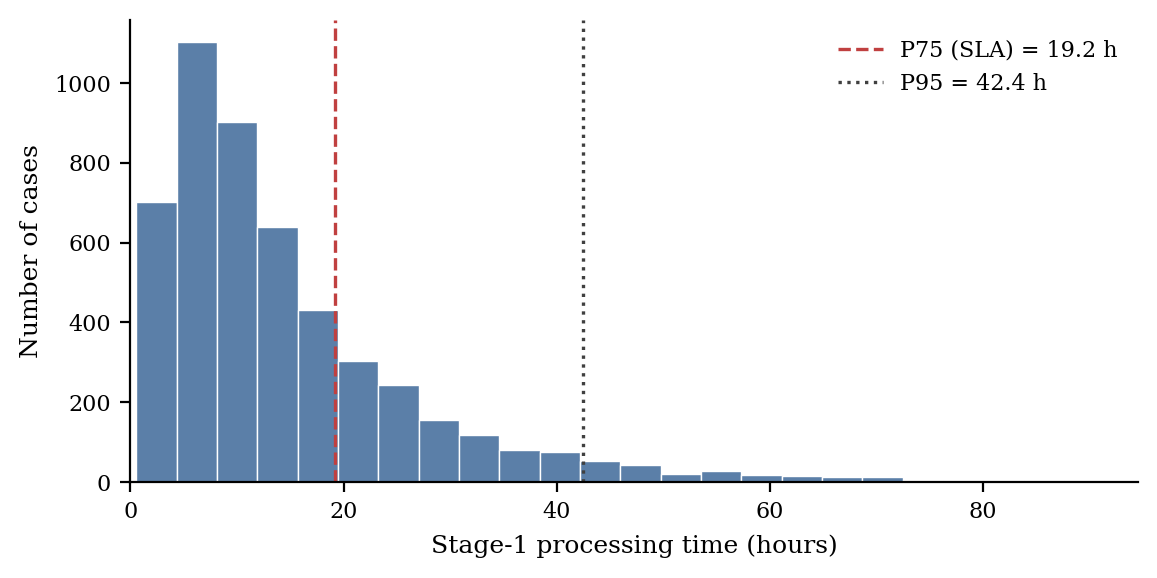 P75 (SLA) = 19.2 h
P95 = 42.4 h
1000
800
600
400
200
0
Number of cases
0 20 40 60 80
Stage-1 processing time (hours)